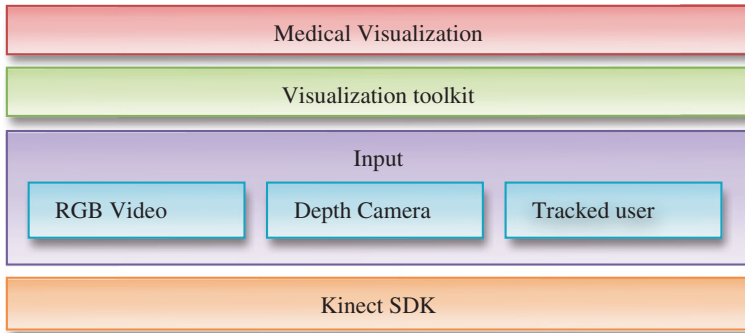 Medical Visualization
Visualization toolkit
Input
RGB Video
Depth Camera
Tracked user
Kinect SDK